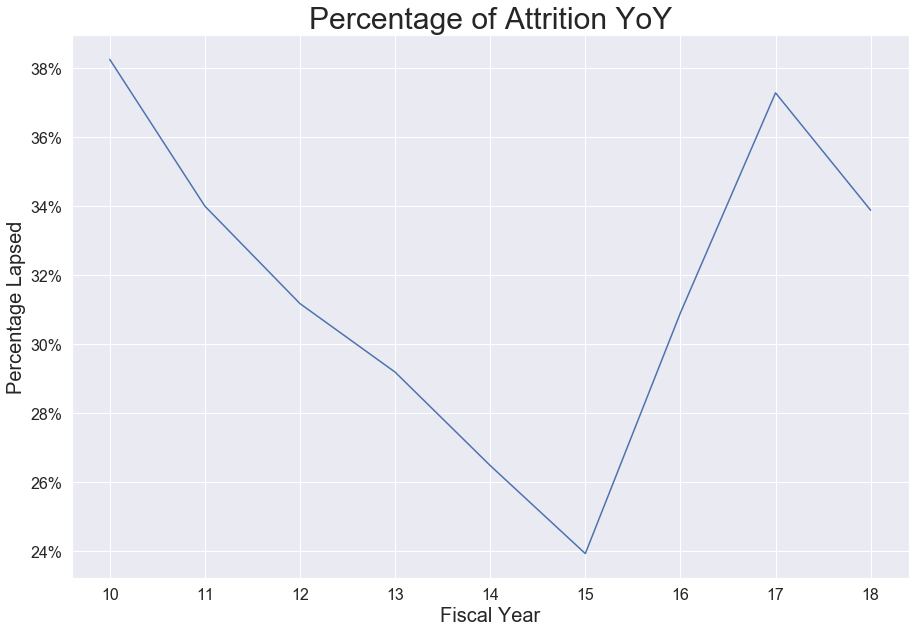 Percentage of Attrition YoY
38%
36%
34%
32%
30%
28%
26%
24%
Percentage Lapsed
10 11 12 13 14 15 16 17 18
Fiscal Year